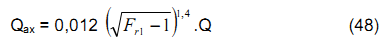 Qax = 0,012 (√Fr1 – 1)^1,4 .Q (48)